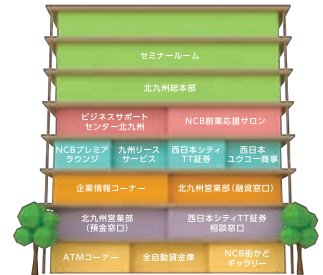 セミナールーム
北九州総本部
ビジネスサポート
センター北九州
NCB創業応援サロン
NCBプレミア
ラウンジ
九州リース
サービス
西日本シティ
TT証券
西日本
ユウコー商事
企業情報コーナー
北九州営業部(融資窓口)
北九州営業部
(預金窓口)
西日本シティTT証券
相談窓口
ATMコーナー
全自動貸金庫
NCB街かど
ギャラリー